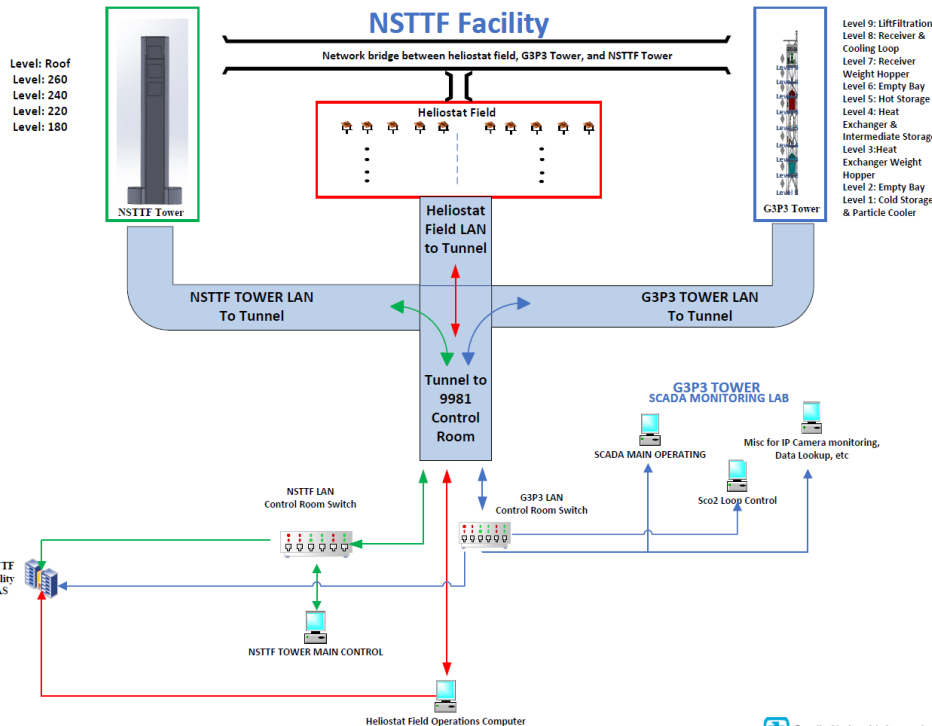 NSTTF Facility
Network bridge between heliostat field, G3P3 Tower, and NSTTF Tower
Level: Roof
Level: 260
Level: 240
Level: 220
Level: 180
NSTTF Tower
Heliostat Field
G3P3 Tower
Level 9: LiftFiltration
Level 8: Receiver &
Cooling Loop
Level 7: Receiver
Weight Hopper
Level 6: Empty Bay
Level 5: Hot Storage
Level 4: Heat
Exchanger &
Intermediate Storage
Level 3:Heat
Exchanger Weight
Hopper
Level 2: Empty Bay
Level 1: Cold Storage
& Particle Cooler
Heliostat
Field LAN
to Tunnel
NSTTF TOWER LAN
To Tunnel
G3P3 TOWER LAN
To Tunnel
Tunnel to
9981
Control
Room
G3P3 TOWER
SCADA MONITORING LAB
SCADA MAIN OPERATING
Misc for IP Camera monitoring,
Data Lookup, etc
Sco2 Loop Control
NSTTF LAN
Control Room Switch
G3P3 LAN
Control Room Switch
NSTTF TOWER MAIN CONTROL
Heliostat Field Operations Computer